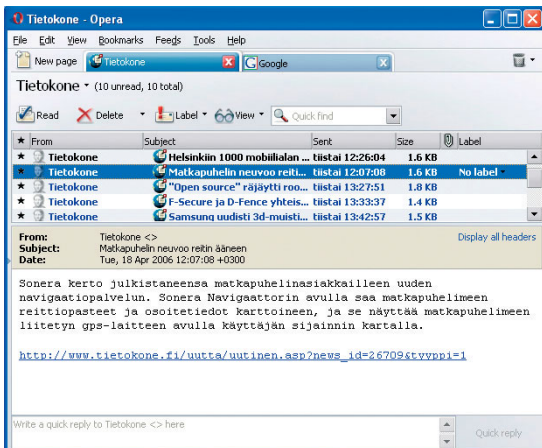 Tietokone - Opera
File Edit View Bookmarks Feeds Tools Help
New page Tietokone Google
Tietokone (10 unread, 10 total)
Read Delete Label View Quick find
From Subject Sent Size Label
Tietokone Helsinkiin 1000 mobiilialan ... tiistai 12:26:04 1.6 KB
Tietokone Matkapuhelin neuvoo reiti... tiistai 12:07:08 1.6 KB No label
Tietokone "Open source" räjäytti roo... tiistai 13:27:51 1.8 KB
Tietokone F-Secure ja D-Fence yhteis... tiistai 13:33:37 1.4 KB
Tietokone Samsung uudisti 3d-muisti... tiistai 13:42:57 1.5 KB
From: Tietokone <> Display all headers
Subject: Matkapuhelin neuvoo reitin ääneen
Date: Tue, 18 Apr 2006 12:07:08 +0300
Sonera kerto julkistaneensa matkapuhelinasiakkailleen uuden
navigaatiopalvelun. Sonera Navigaattorin avulla saa matkapuhelimeen
reittiopasteet ja osoitetiedot karttoineen, ja se näyttää matkapuhelimeen
liitetyn gps-laitteen avulla käyttäjän sijainnin kartalla.
http://www.tietokone.fi/uutta/uutinen.asp?news_id=26709&tyyppi=1
Write a quick reply to Tietokone <> here Quick reply